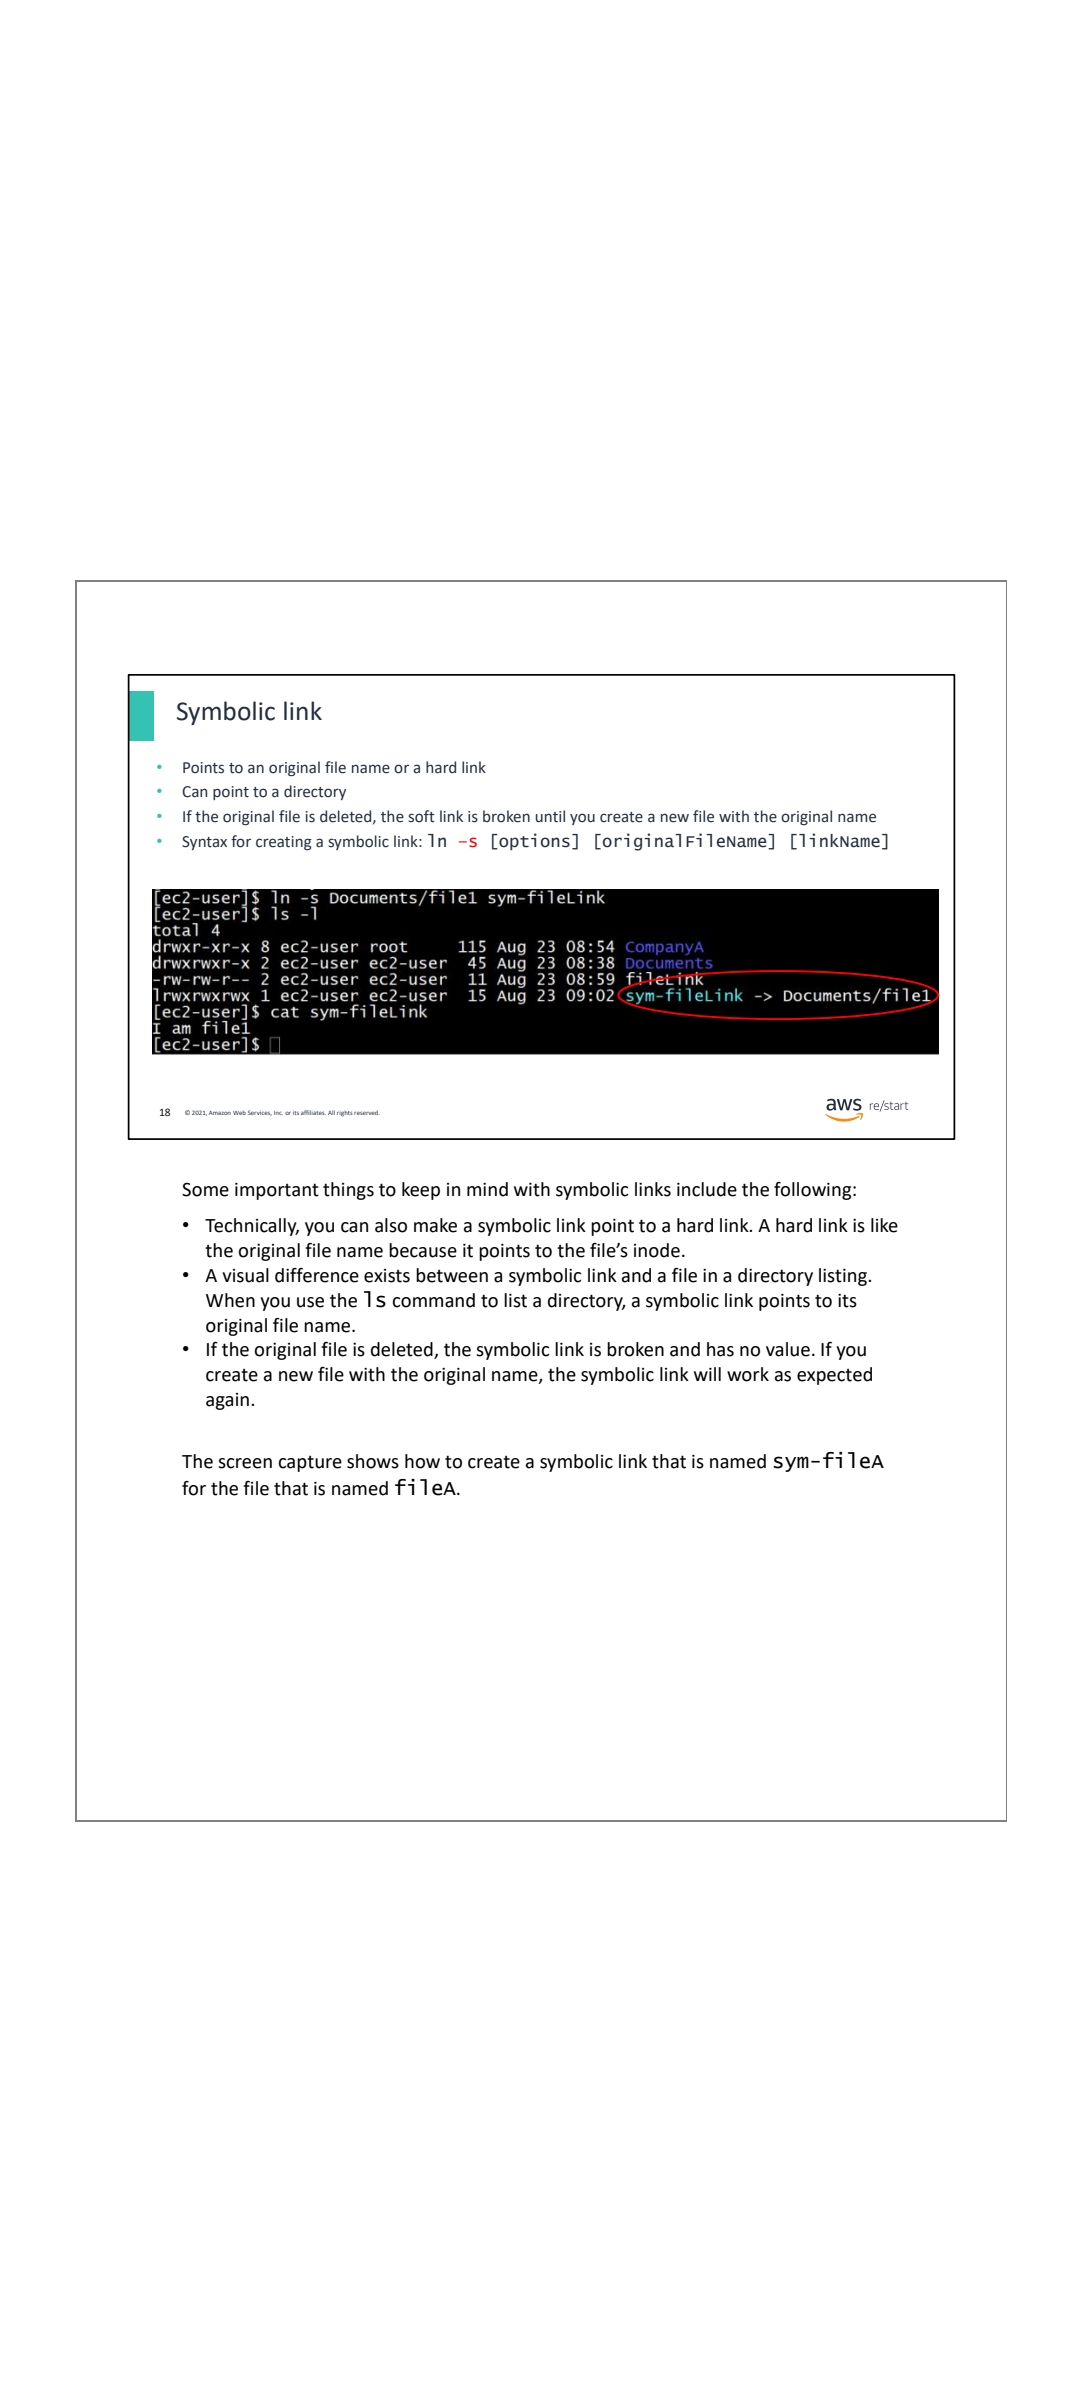 Symbolic link
• Points to an original file name or a hard link
• Can point to a directory
• If the original file is deleted, the soft link is broken until you create a new file with the original name
• Syntax for creating a symbolic link: ln –s [options] [originalFileName] [linkName]
[ec2-user]$ ln -s Documents/file1 sym-fileLink
[ec2-user]$ ls -l
total 4
drwxr-xr-x 8 ec2-user root     115 Aug 23 08:54 CompanyA
drwxrwxr-x 2 ec2-user ec2-user  45 Aug 23 08:38 Documents
-rw-rw-r-- 2 ec2-user ec2-user  11 Aug 23 08:59 fileLink
lrwxrwxrwx 1 ec2-user ec2-user  15 Aug 23 09:02 sym-fileLink -> Documents/file1
[ec2-user]$ cat sym-fileLink
I am file1
[ec2-user]$
18 © 2021, Amazon Web Services, Inc. or its affiliates. All rights reserved.
aws re/start
Some important things to keep in mind with symbolic links include the following:
• Technically, you can also make a symbolic link point to a hard link. A hard link is like
the original file name because it points to the file’s inode.
• A visual difference exists between a symbolic link and a file in a directory listing.
When you use the ls command to list a directory, a symbolic link points to its
original file name.
• If the original file is deleted, the symbolic link is broken and has no value. If you
create a new file with the original name, the symbolic link will work as expected
again.
The screen capture shows how to create a symbolic link that is named sym-fileA
for the file that is named fileA.